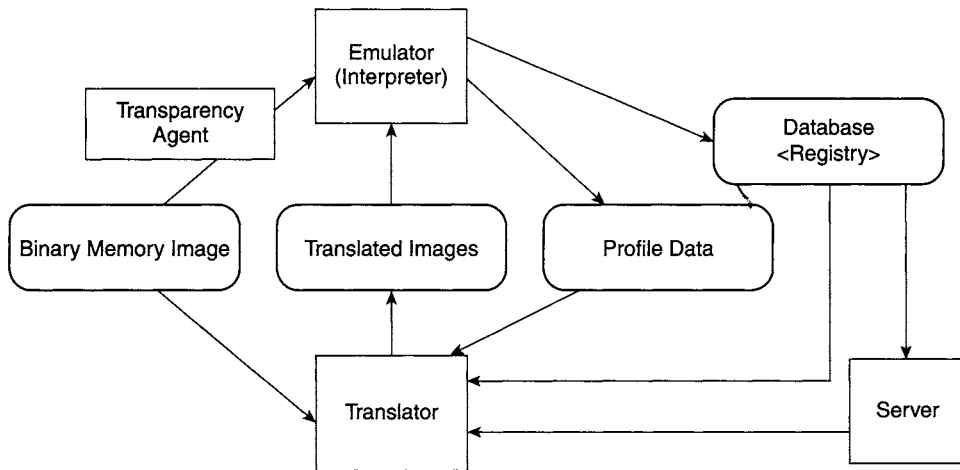 Emulator
(Interpreter)
Transparency
Agent
Database
<Registry>
Binary Memory Image
Translated Images
Profile Data
Translator
Server